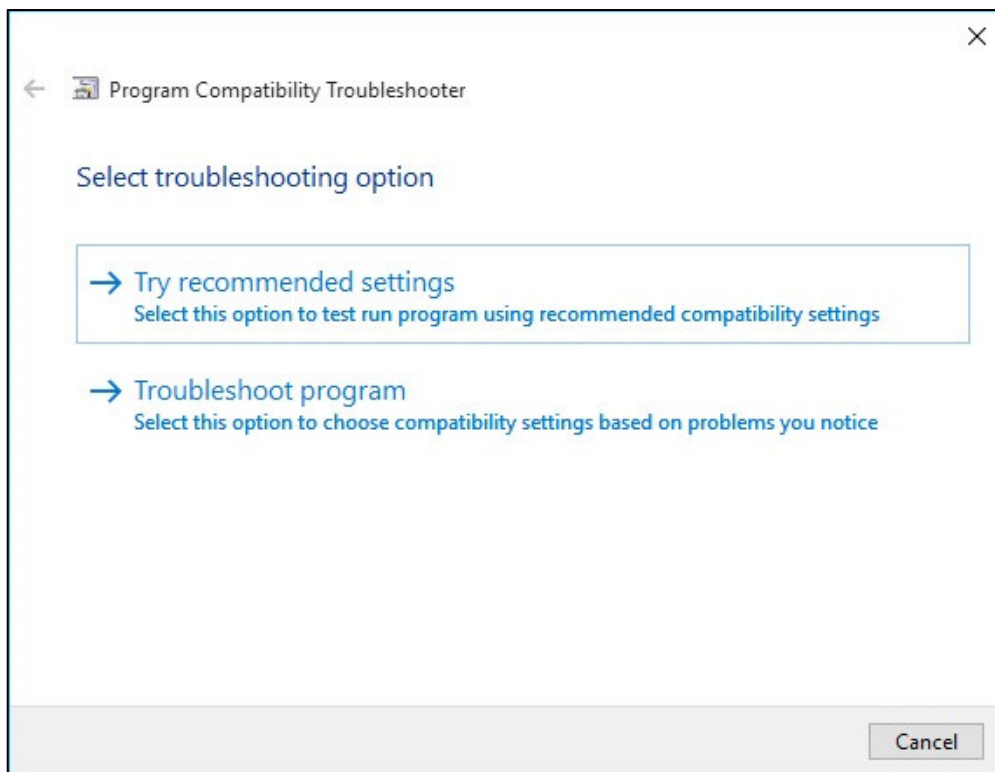 Program Compatibility Troubleshooter
Select troubleshooting option
Try recommended settings
Select this option to test run program using recommended compatibility settings
Troubleshoot program
Select this option to choose compatibility settings based on problems you notice
Cancel